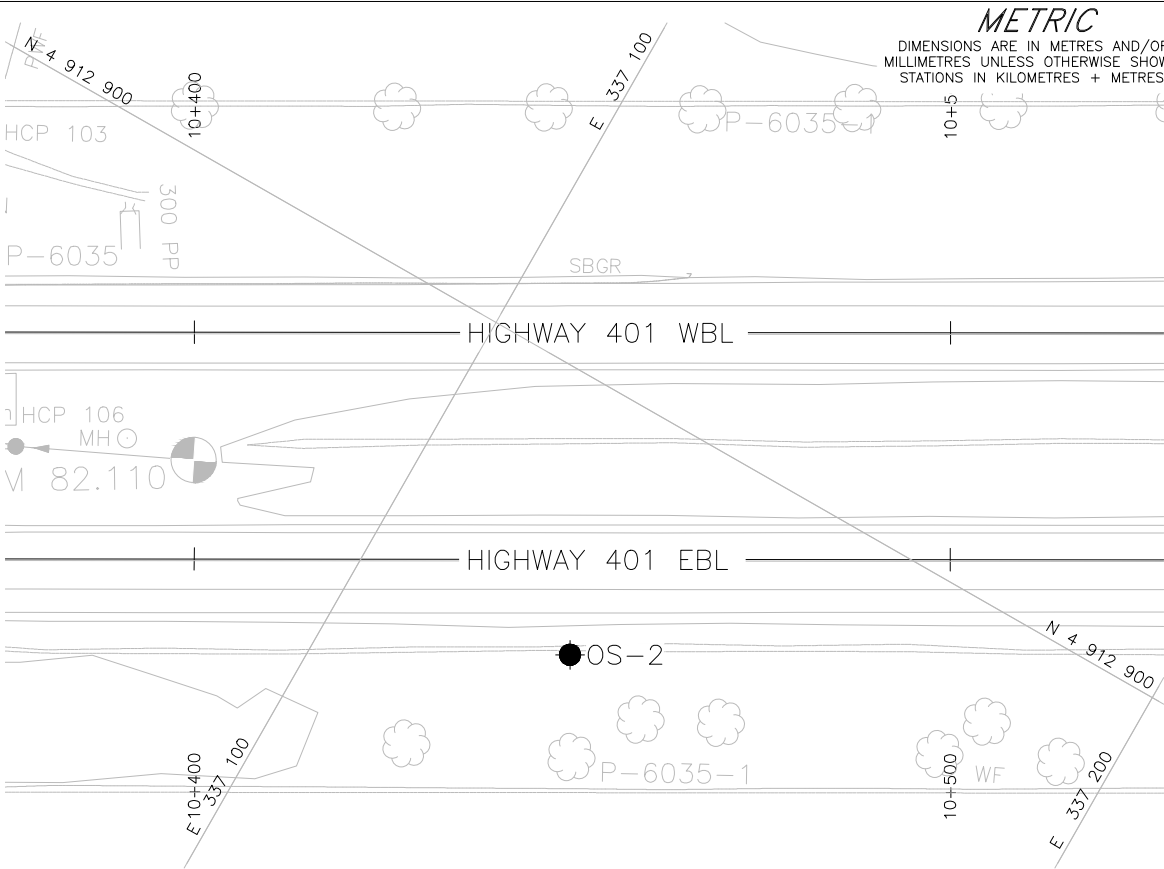 METRIC
DIMENSIONS ARE IN METRES AND/OR
MILLIMETRES UNLESS OTHERWISE SHOW
STATIONS IN KILOMETRES + METRES
N 4 912 900
10+400
E 337 100
10+5
HCP 103
P-6035-1
300 PP
P-6035
SBGR
HIGHWAY 401 WBL
HCP 106
MH
M 82.110
HIGHWAY 401 EBL
N 4 912 900
OS-2
10+400
E 337 100
P-6035-1
10+500
WF
E 337 200